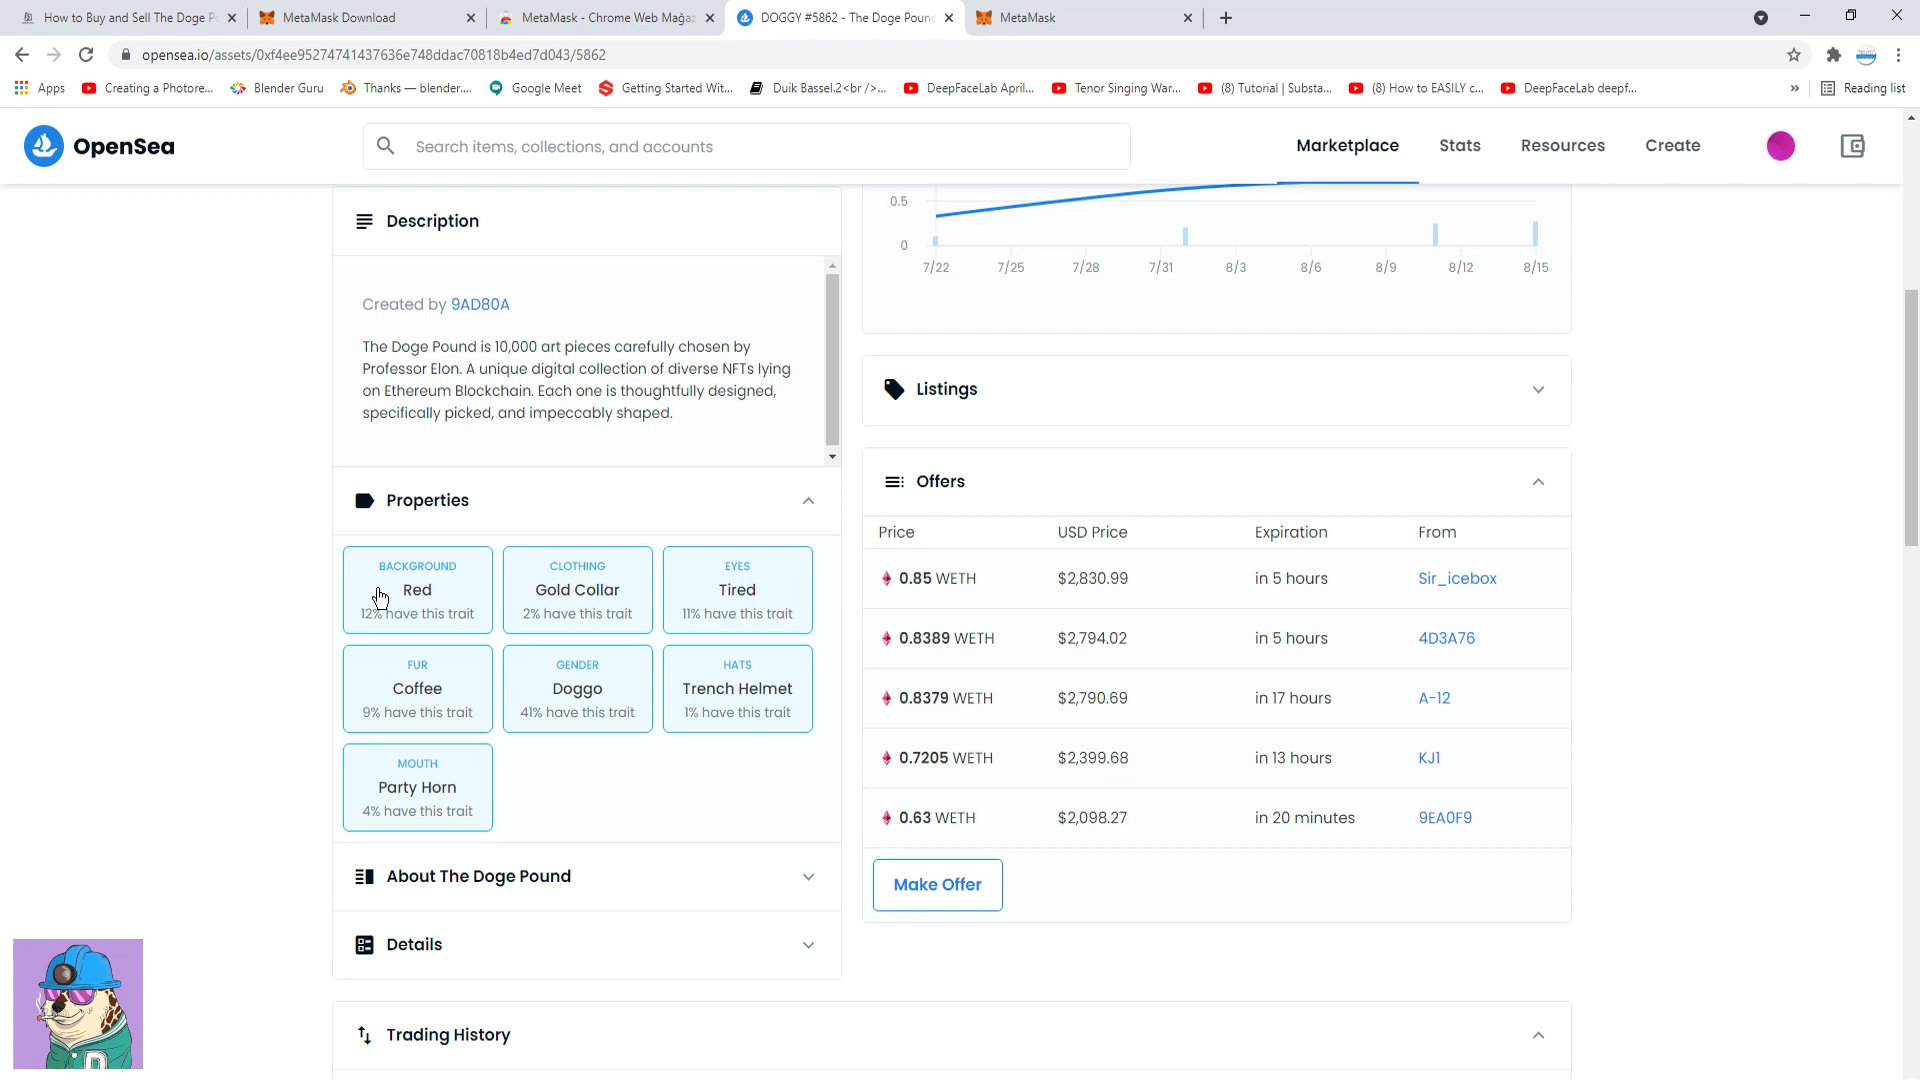 How to Buy and Sell The Doge P
MetaMask Download
MetaMask - Chrome Web Mağaz
DOGGY #5862 - The Doge Pound
MetaMask
opensea.io/assets/0xf4ee95274741437636e748ddac70818b4ed7d043/5862
Apps
Creating a Photore...
Blender Guru
Thanks — blender....
Google Meet
Getting Started Wit...
Duik Bassel.2<br />...
DeepFaceLab April...
Tenor Singing War...
(8) Tutorial | Substa...
(8) How to EASILY c...
DeepFaceLab deepf...
»
Reading list
OpenSea
Search items, collections, and accounts
Marketplace
Stats
Resources
Create
Description
Created by 9AD80A
The Doge Pound is 10,000 art pieces carefully chosen by
Professor Elon. A unique digital collection of diverse NFTs lying
on Ethereum Blockchain. Each one is thoughtfully designed,
specifically picked, and impeccably shaped.
Properties
BACKGROUND
Red
12% have this trait
CLOTHING
Gold Collar
2% have this trait
EYES
Tired
11% have this trait
FUR
Coffee
9% have this trait
GENDER
Doggo
41% have this trait
HATS
Trench Helmet
1% have this trait
MOUTH
Party Horn
4% have this trait
About The Doge Pound
Details
0.5
0
7/22 7/25 7/28 7/31 8/3 8/6 8/9 8/12 8/15
Listings
Offers
Price USD Price Expiration From
0.85 WETH $2,830.99 in 5 hours Sir_icebox
0.8389 WETH $2,794.02 in 5 hours 4D3A76
0.8379 WETH $2,790.69 in 17 hours A-12
0.7205 WETH $2,399.68 in 13 hours KJ1
0.63 WETH $2,098.27 in 20 minutes 9EA0F9
Make Offer
Trading History
D